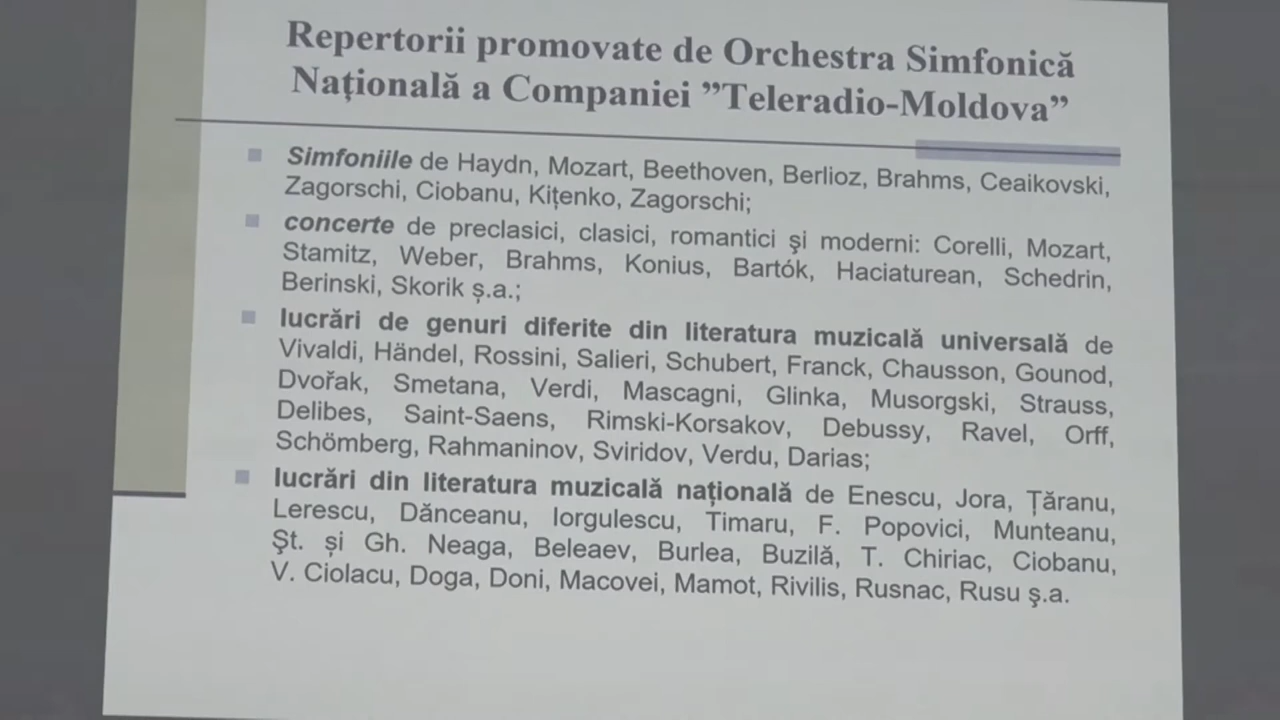 Repertorii promovate de Orchestra Simfonică
Națională a Companiei ”Teleradio-Moldova”
Simfoniile de Haydn, Mozart, Beethoven, Berlioz, Brahms, Ceaikovski,
Zagorschi, Ciobanu, Kițenko, Zagorschi;
concerte de preclasici, clasici, romantici şi moderni: Corelli, Mozart,
Stamitz, Weber, Brahms, Konius, Bartók, Haciaturean, Schedrin,
Berinski, Skorik ș.a.;
lucrări de genuri diferite din literatura muzicală universală de
Vivaldi, Händel, Rossini, Salieri, Schubert, Franck, Chausson, Gounod,
Dvořak, Smetana, Verdi, Mascagni, Glinka, Musorgski, Strauss,
Delibes, Saint-Saens, Rimski-Korsakov, Debussy, Ravel, Orff,
Schömberg, Rahmaninov, Sviridov, Verdu, Darias;
lucrări din literatura muzicală națională de Enescu, Jora, Țăranu,
Lerescu, Dănceanu, Iorgulescu, Timaru, F. Popovici, Munteanu,
Şt. și Gh. Neaga, Beleaev, Burlea, Buzilă, T. Chiriac, Ciobanu,
V. Ciolacu, Doga, Doni, Macovei, Mamot, Rivilis, Rusnac, Rusu ş.a.